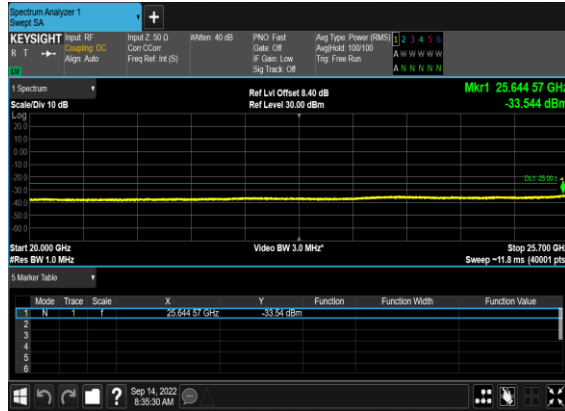 Spectrum Analyzer 1
Swept SA
KEYSIGHT Input: RF Input Z: 50 Ω #Atten: 40 dB PNO: Fast Avg Type: Power (RMS) 1 2 3 4 5 6
R T Coupling: DC Corr CCorr Gate: Off Avg|Hold: 100/100 A W W W W W
Align: Auto Freq Ref: Int (S) IF Gain: Low Trig: Free Run
LNI Sig Track: Off A N N N N N
1 Spectrum Ref Lvl Offset 8.40 dB Mkr1 25.644 57 GHz
Scale/Div 10 dB Ref Level 30.00 dBm -33.544 dBm
Log
20.0
10.0
0.00
-10.0
-20.0
DL1 -25.00
-30.0
-40.0
-50.0
-60.0
Start 20.000 GHz Video BW 3.0 MHz* Stop 25.700 GH
#Res BW 1.0 MHz Sweep ~11.8 ms (40001 pts
5 Marker Table
Mode Trace Scale X Y Function Function Width Function Value
1 N 1 f 25.644 57 GHz -33.54 dBm
2
3
4
5
6
? Sep 14, 2022
8:35:30 AM